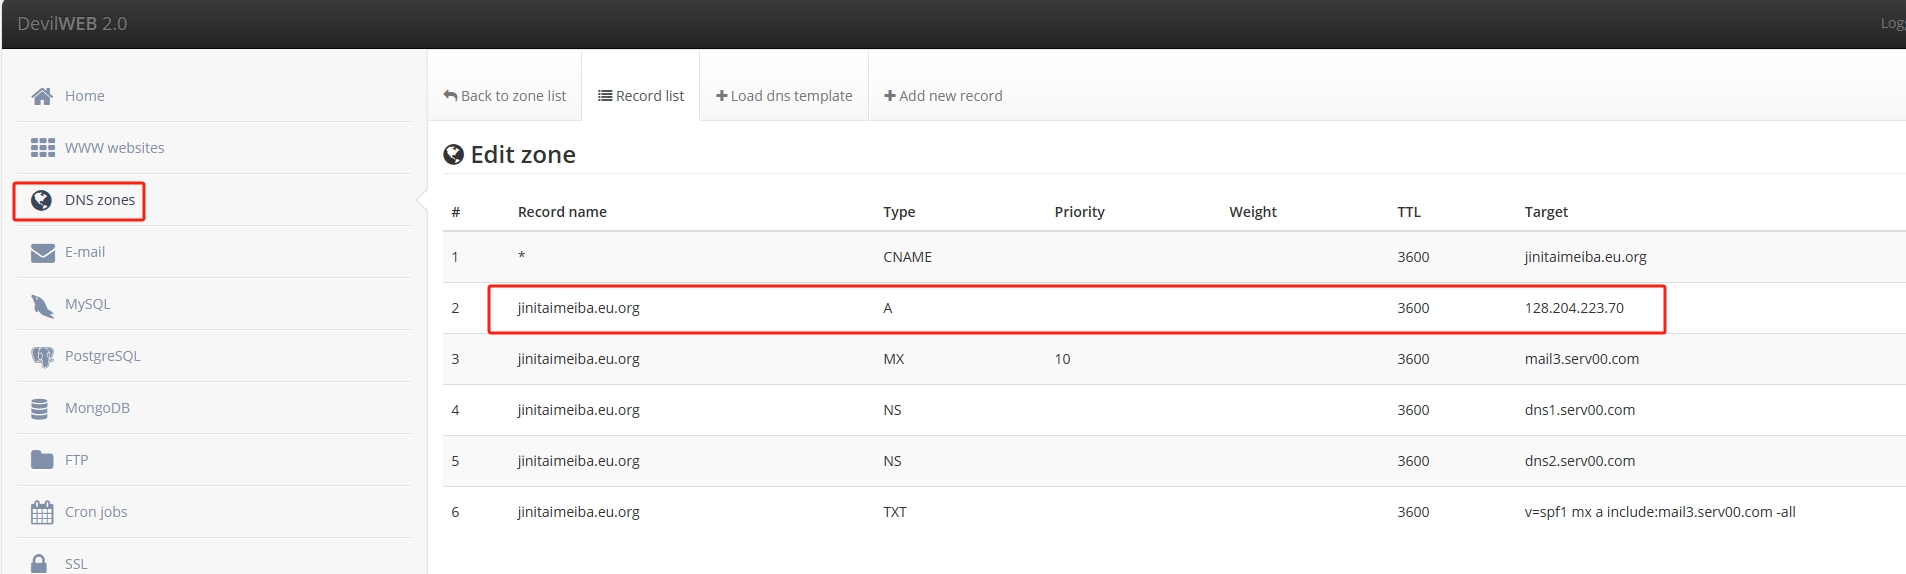 DevilWEB 2.0
Home
WWW websites
DNS zones
E-mail
MySQL
PostgreSQL
MongoDB
FTP
Cron jobs
SSL
Back to zone list Record list Load dns template Add new record
Edit zone
# Record name Type Priority Weight TTL Target
1 * CNAME 3600 jinitaimeiba.eu.org
2 jinitaimeiba.eu.org A 3600 128.204.223.70
3 jinitaimeiba.eu.org MX 10 3600 mail3.serv00.com
4 jinitaimeiba.eu.org NS 3600 dns1.serv00.com
5 jinitaimeiba.eu.org NS 3600 dns2.serv00.com
6 jinitaimeiba.eu.org TXT 3600 v=spf1 mx a include:mail3.serv00.com -all